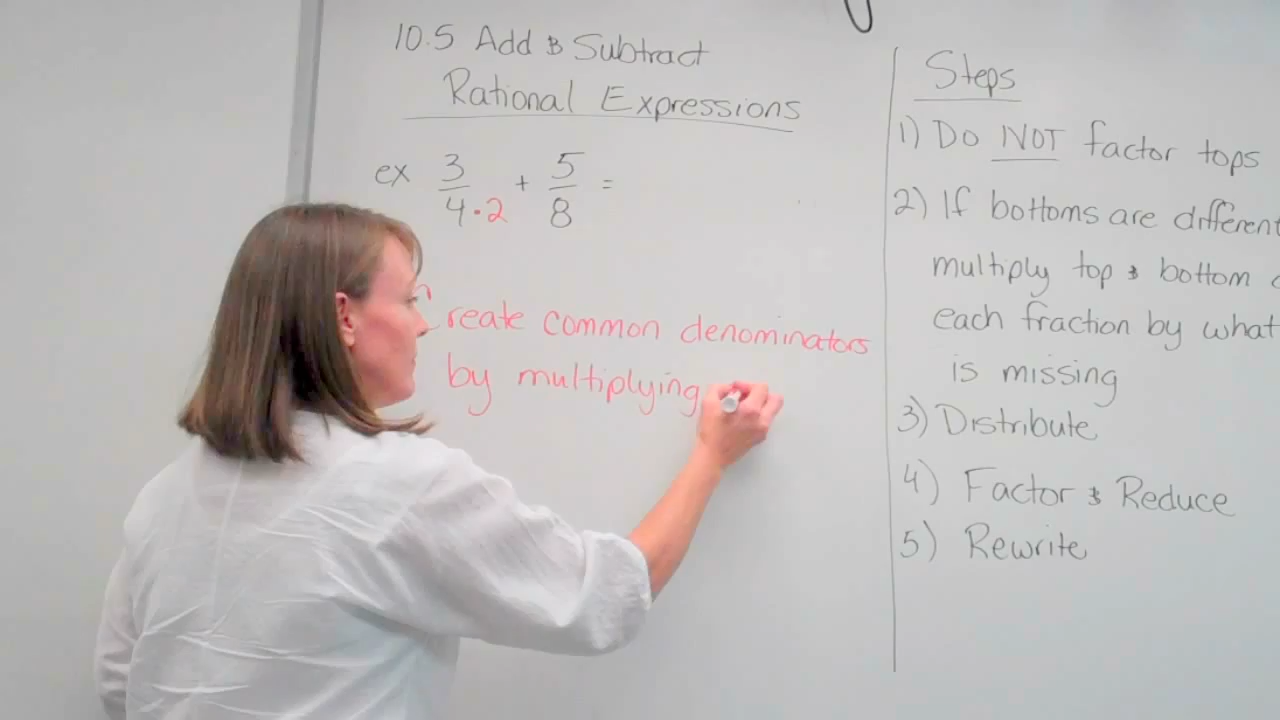 10.5 Add & Subtract
Rational Expressions
ex 3/4·2 + 5/8 =
Create common denominators
by multiplying
Steps
1) Do NOT factor tops
2) If bottoms are different
multiply top & bottom
each fraction by what
is missing
3) Distribute
4) Factor & Reduce
5) Rewrite